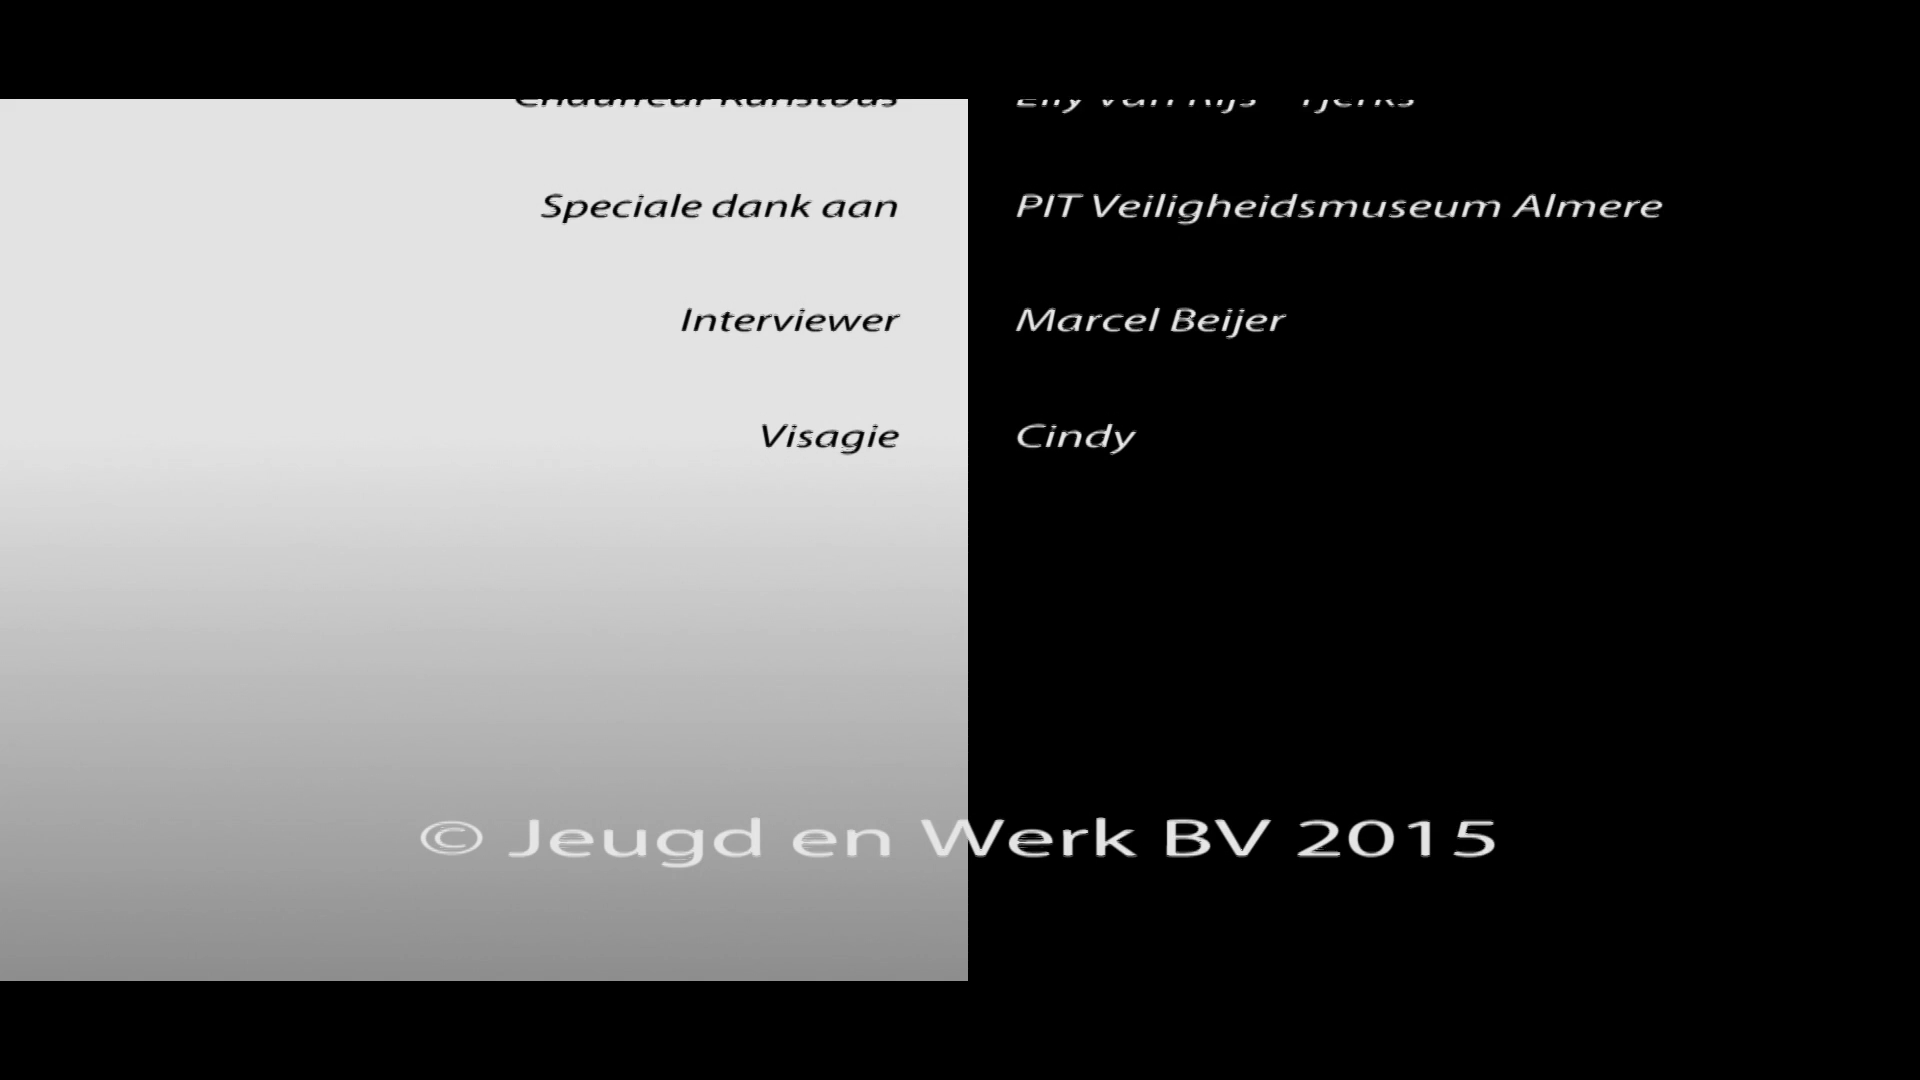 Speciale dank aan PIT Veiligheidsmuseum Almere
Interviewer Marcel Beijer
Visagie Cindy
© Jeugd en Werk BV 2015